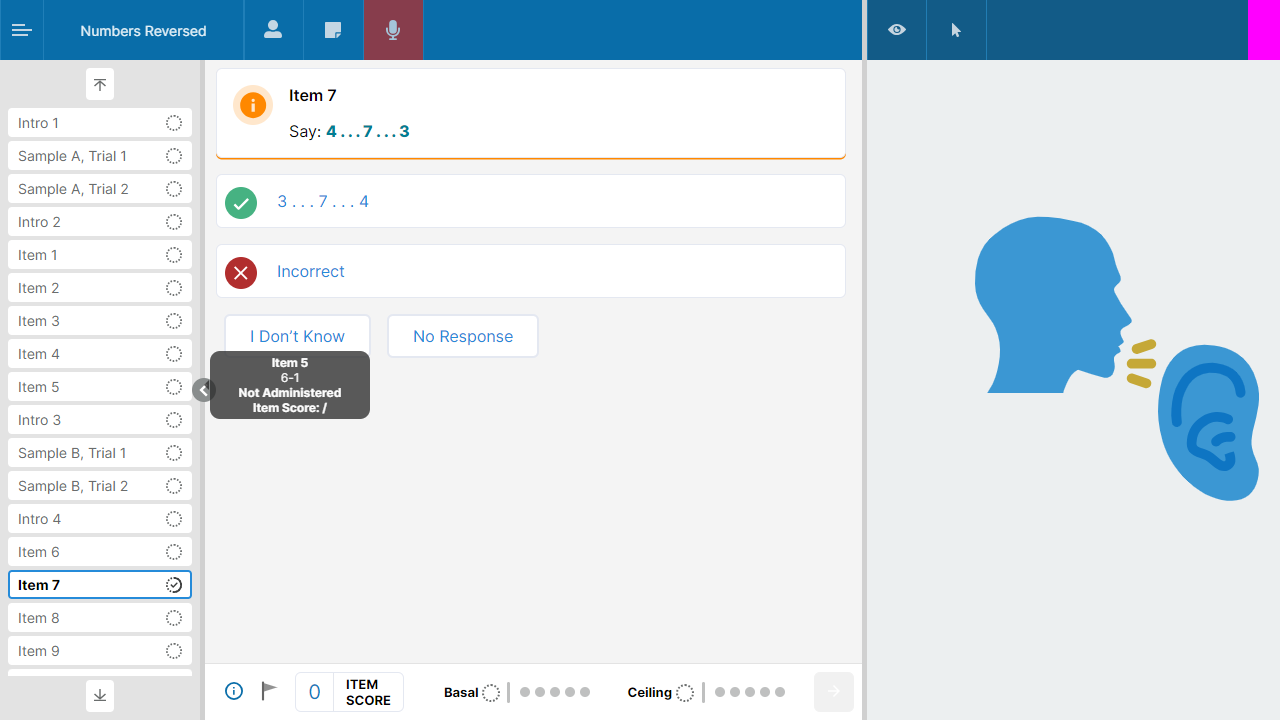 Numbers Reversed
Intro 1
Sample A, Trial 1
Sample A, Trial 2
Intro 2
Item 1
Item 2
Item 3
Item 4
Item 5
Intro 3
Sample B, Trial 1
Sample B, Trial 2
Intro 4
Item 6
Item 7
Item 8
Item 9
Item 7
Say: 4 . . . 7 . . . 3
3 . . . 7 . . . 4
Incorrect
I Don’t Know
No Response
Item 5
6-1
Not Administered
Item Score: /
0
ITEM
SCORE
Basal
Ceiling